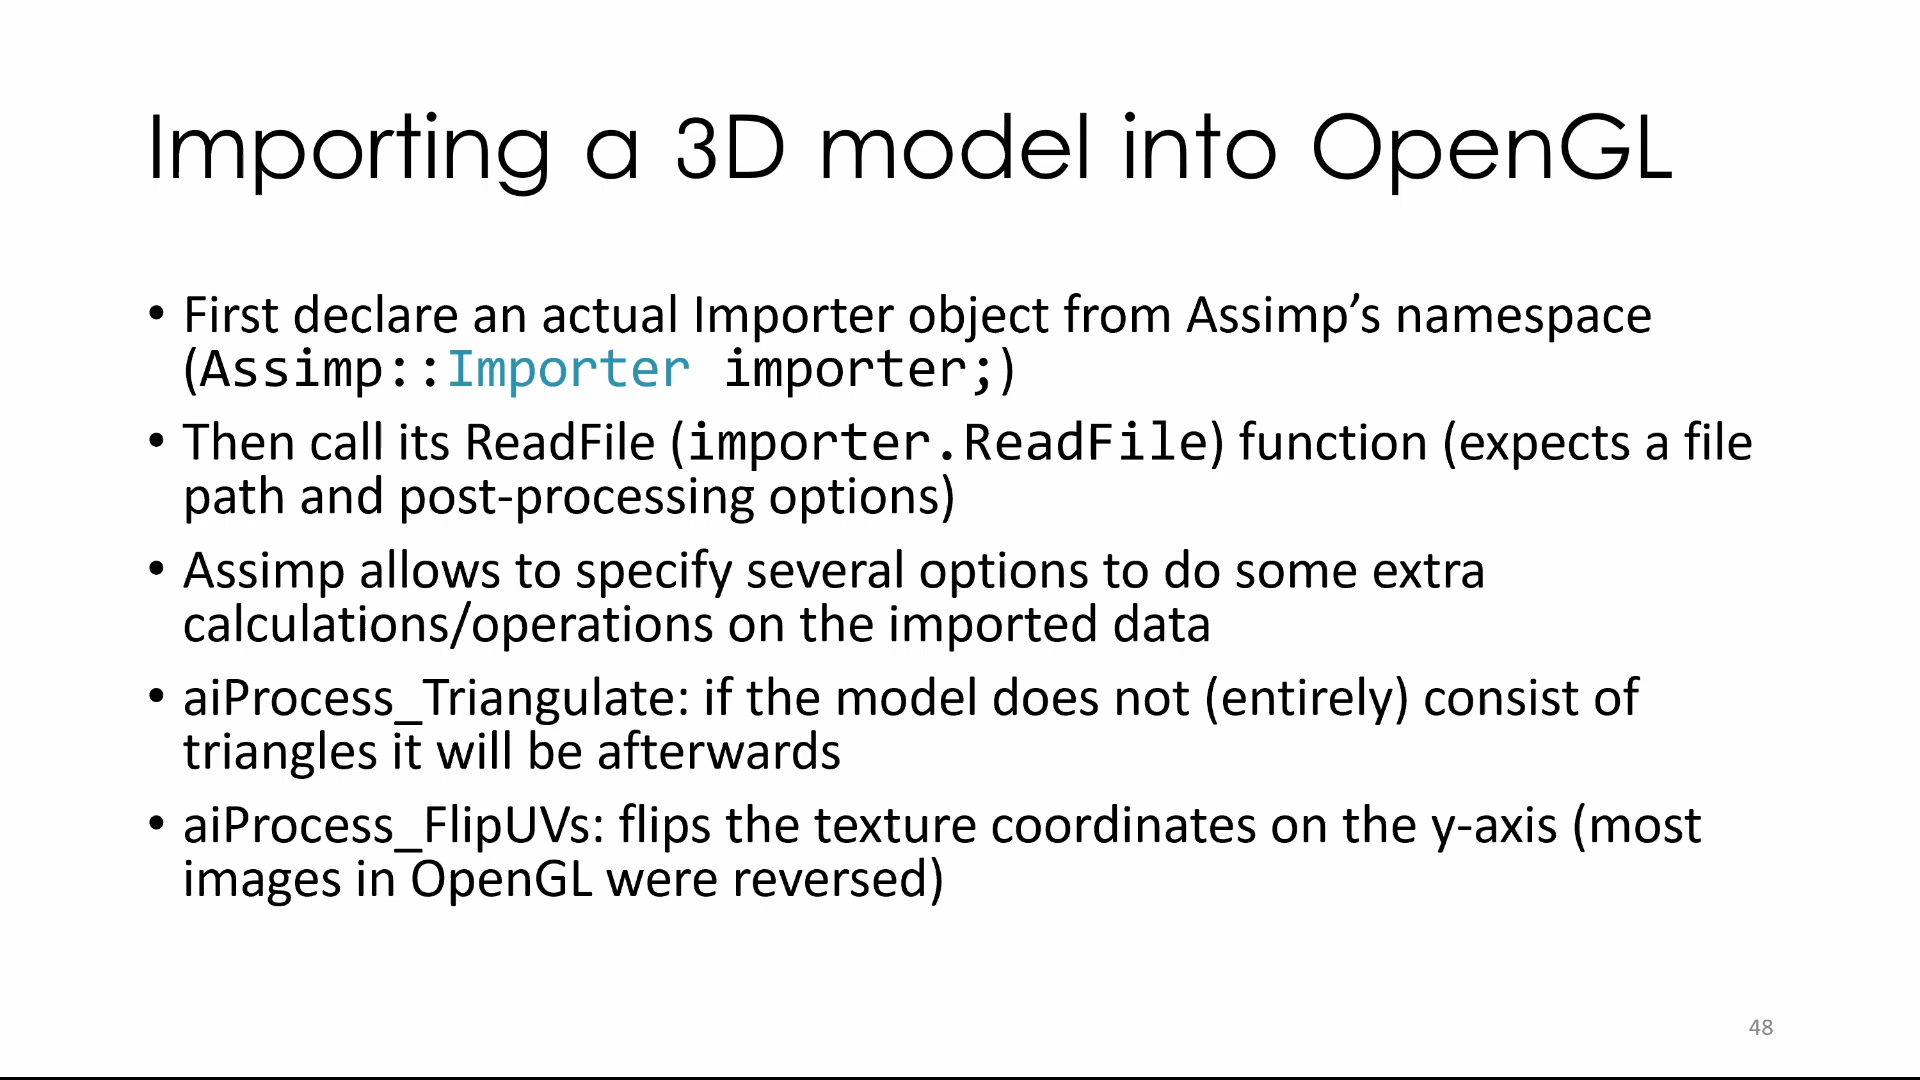 Importing a 3D model into OpenGL
• First declare an actual Importer object from Assimp’s namespace
(Assimp::Importer importer;)
• Then call its ReadFile (importer.ReadFile) function (expects a file
path and post-processing options)
• Assimp allows to specify several options to do some extra
calculations/operations on the imported data
• aiProcess_Triangulate: if the model does not (entirely) consist of
triangles it will be afterwards
• aiProcess_FlipUVs: flips the texture coordinates on the y-axis (most
images in OpenGL were reversed)
48